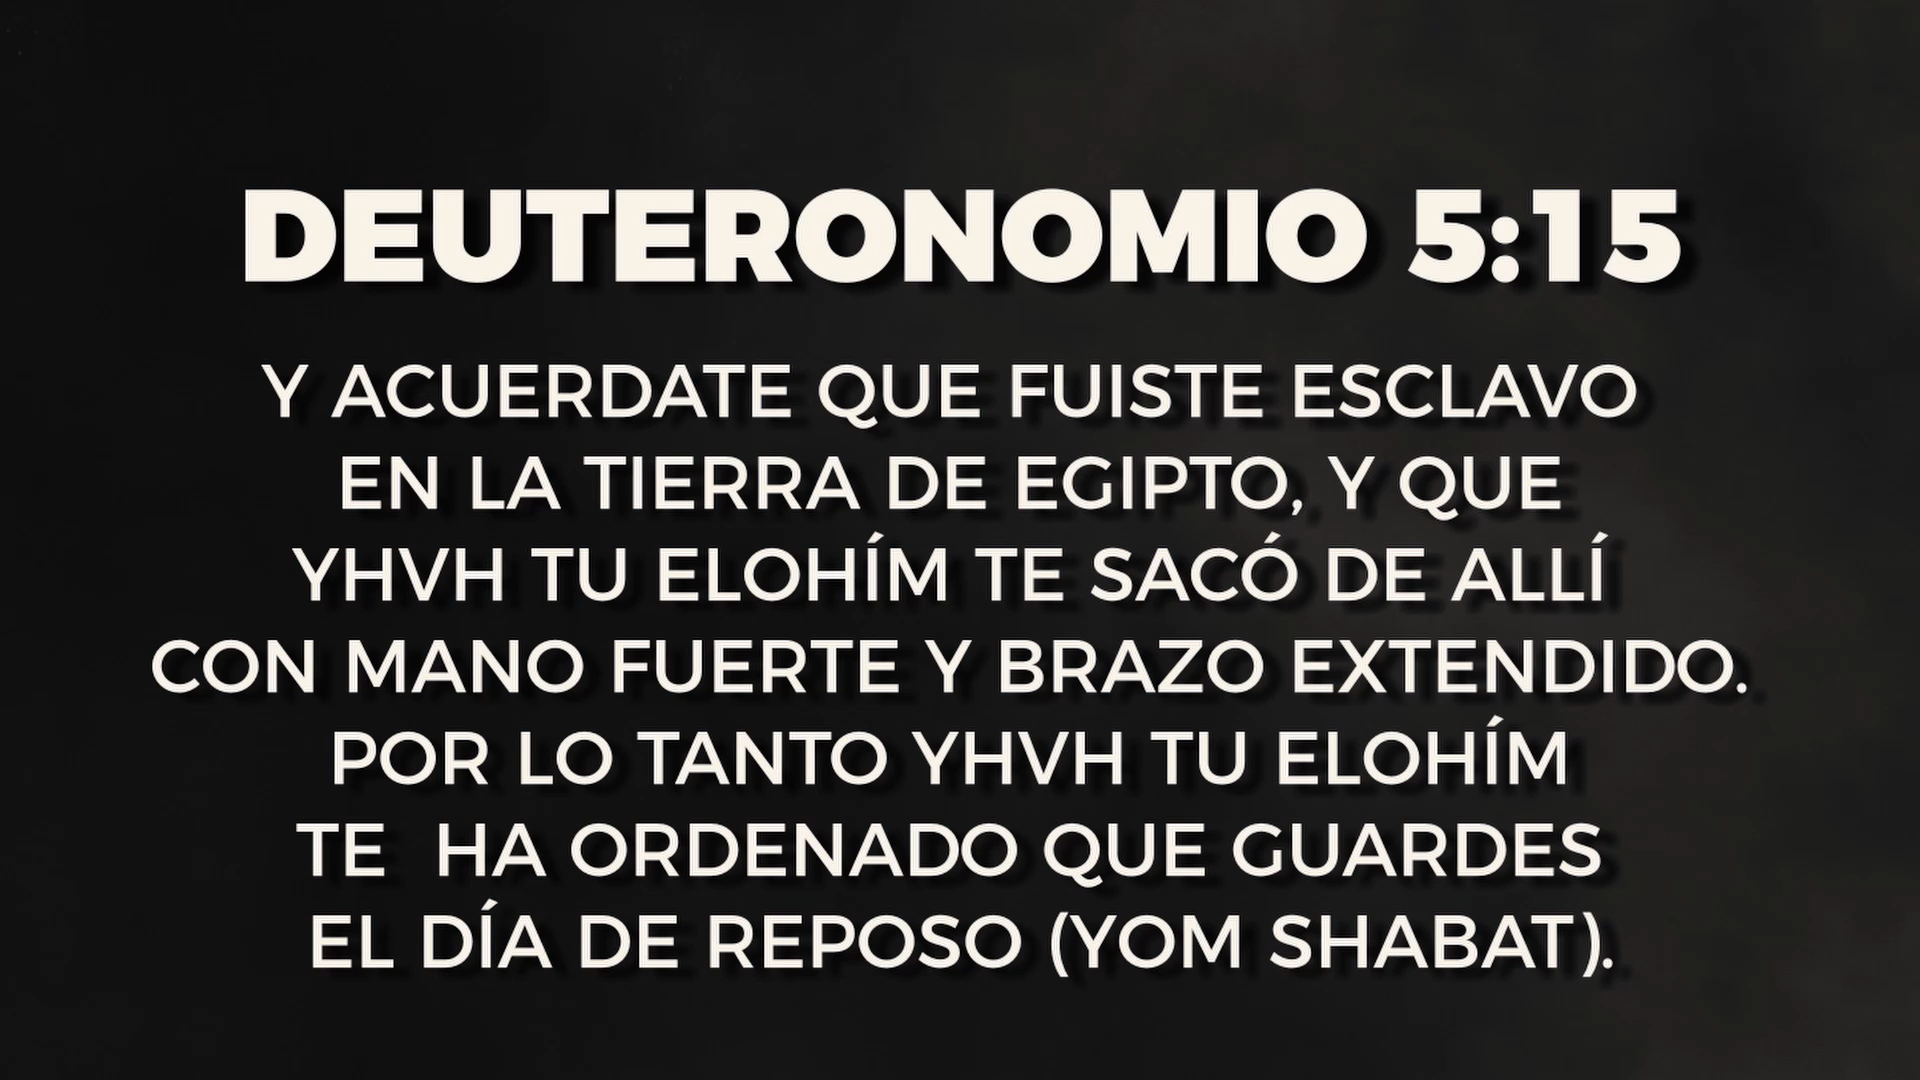 DEUTERONOMIO 5:15
Y ACUERDATE QUE FUISTE ESCLAVO
EN LA TIERRA DE EGIPTO, Y QUE
YHVH TU ELOHÍM TE SACÓ DE ALLÍ
CON MANO FUERTE Y BRAZO EXTENDIDO.
POR LO TANTO YHVH TU ELOHÍM
TE  HA ORDENADO QUE GUARDES
EL DÍA DE REPOSO (YOM SHABAT).